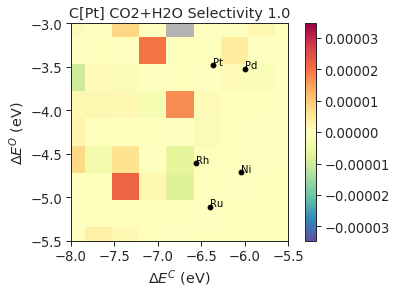 C[Pt] CO2+H2O Selectivity 1.0
−3.0
−3.5
−4.0
−4.5
−5.0
−5.5
ΔE^O (eV)
Pt
Pd
Rh
Ni
Ru
−8.0 −7.5 −7.0 −6.5 −6.0 −5.5
ΔE^C (eV)
0.00003
0.00002
0.00001
0.00000
−0.00001
−0.00002
−0.00003